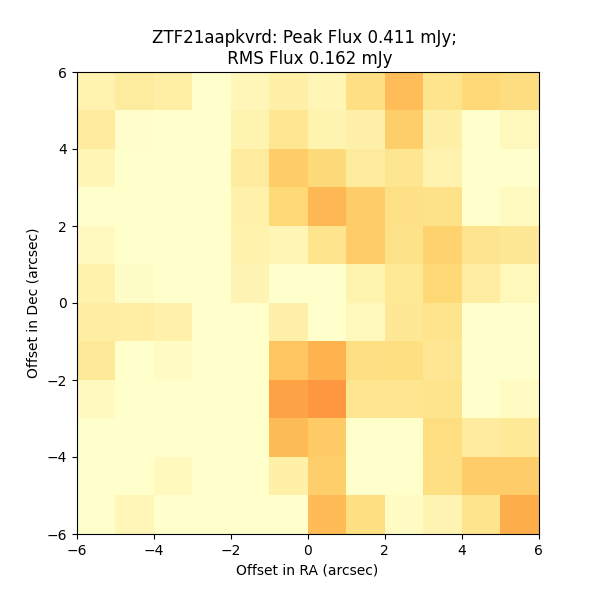 ZTF21aapkvrd: Peak Flux 0.411 mJy;
RMS Flux 0.162 mJy
6
4
2
0
−2
−4
−6
Offset in Dec (arcsec)
−6 −4 −2 0 2 4 6
Offset in RA (arcsec)